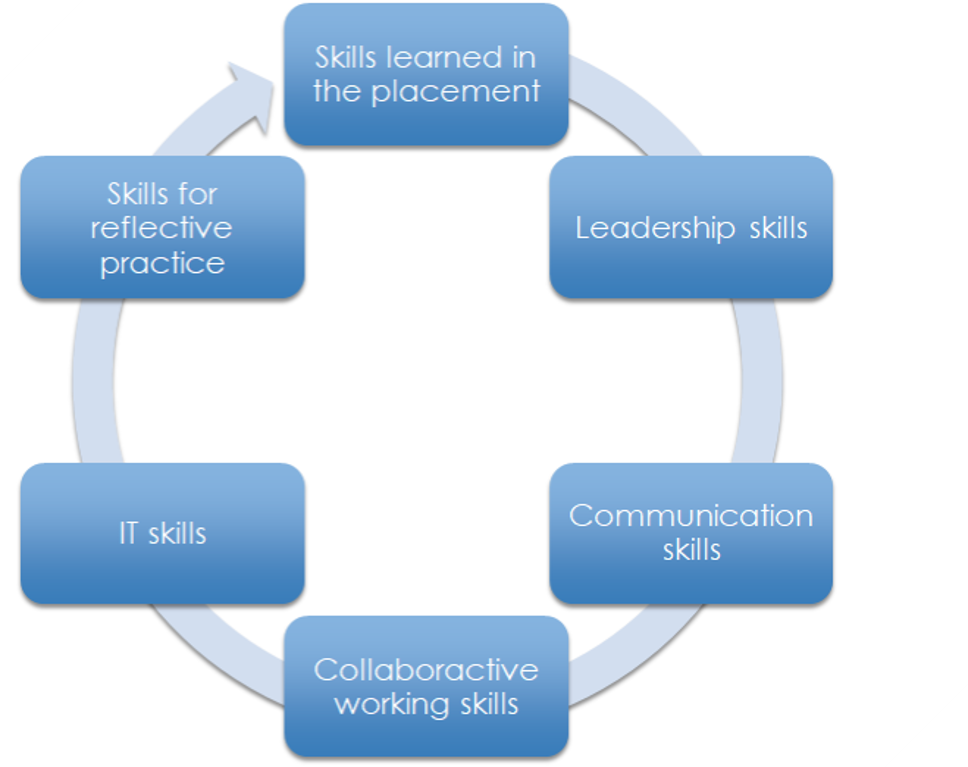 Skills learned in
the placement
Leadership skills
Communication
skills
Collaboractive
working skills
IT skills
Skills for
reflective
practice